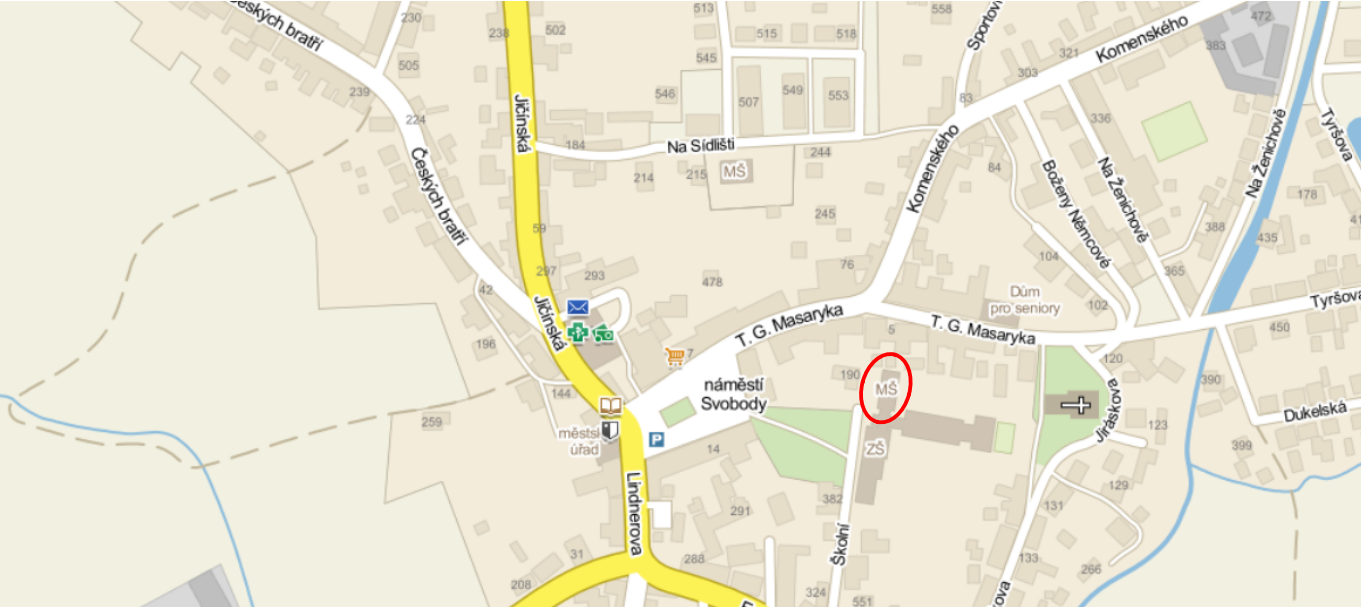 230
513
558
Českých bratří
238
502
515
518
Sportovní
Komenského
472
321
383
545
505
303
239
546
507
549
553
83
Jičínská
224
336
Tyršova
Na Sídlišti
184
244
Komenského
Českých bratří
214
215
MŠ
84
Boženy Němcové
Na Ženichově
Na Ženichově
178
245
59
388
435
104
76
297
293
478
365
42
Dům
pro seniory
102
Jičínská
T. G. Masaryka
5
T. G. Masaryka
Tyršova
450
196
7
120
190
MŠ
390
144
náměstí
Svobody
Jiráskova
Dukelská
259
městský
úřad
P
14
ZŠ
123
399
Lindnerova
129
382
131
291
Školní
31
288
133
266
208
324
551